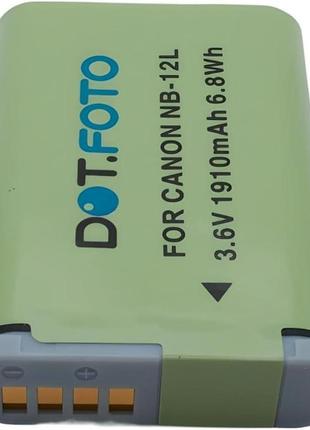 DOT.FOTO
FOR CANON NB-12L
3.6V 1910mAh 6.8Wh
- +